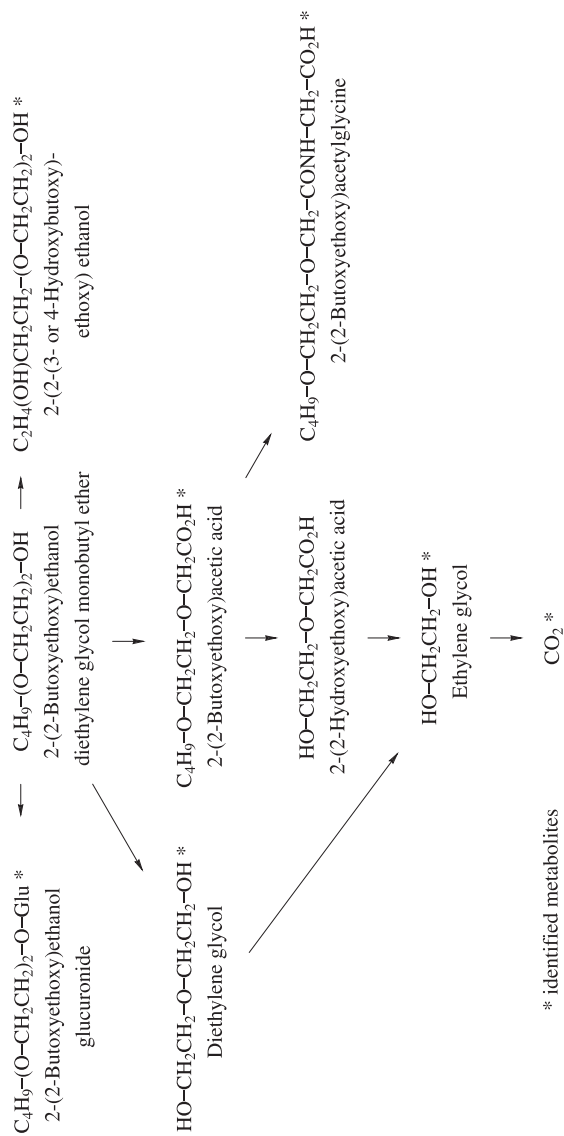 C₄H₉–(O–CH₂CH₂)₂–O–Glu *
2-(2-Butoxyethoxy)ethanol
glucuronide
C₄H₉–(O–CH₂CH₂)₂–OH
2-(2-Butoxyethoxy)ethanol
diethylene glycol monobutyl ether
C₂H₄(OH)CH₂CH₂–(O–CH₂CH₂)₂–OH *
2-(2-(3- or 4-Hydroxybutoxy)-
ethoxy) ethanol
HO–CH₂CH₂–O–CH₂CH₂–OH *
Diethylene glycol
C₄H₉–O–CH₂CH₂–O–CH₂CO₂H *
2-(2-Butoxyethoxy)acetic acid
HO–CH₂CH₂–O–CH₂CO₂H
2-(2-Hydroxyethoxy)acetic acid
C₄H₉–O–CH₂CH₂–O–CH₂–CONH–CH₂–CO₂H *
2-(2-Butoxyethoxy)acetylglycine
HO–CH₂CH₂–OH *
Ethylene glycol
CO₂ *
* identified metabolites